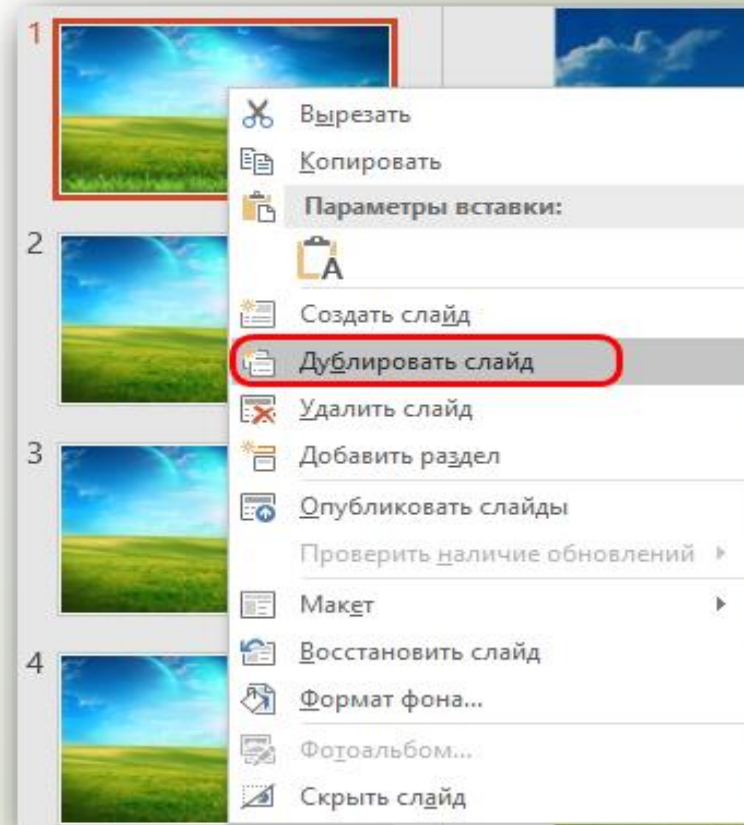 1
Вырезать
Копировать
Параметры вставки:
A
2
Создать слайд
Дублировать слайд
Удалить слайд
3
Добавить раздел
Опубликовать слайды
Проверить наличие обновлений
Макет
4
Восстановить слайд
Формат фона...
Фотоальбом...
Скрыть слайд